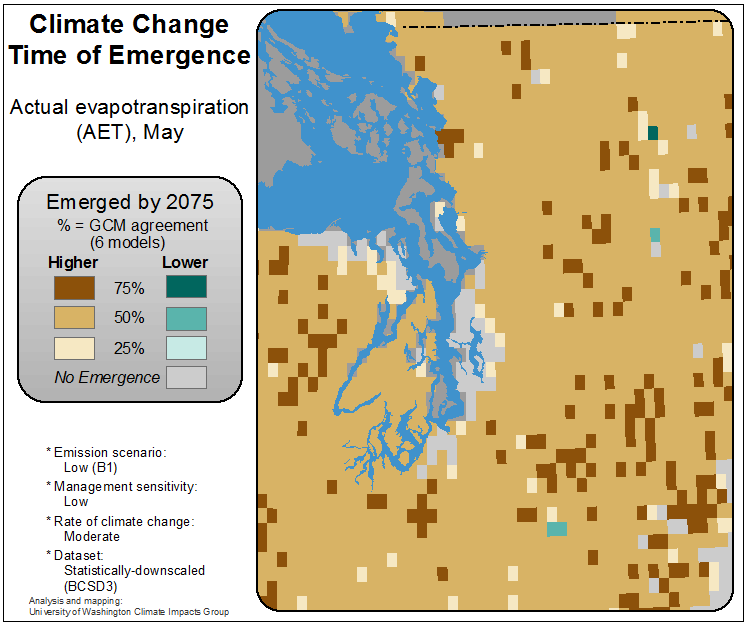 Climate Change
Time of Emergence
Actual evapotranspiration
(AET), May
Emerged by 2075
% = GCM agreement
(6 models)
Higher Lower
75%
50%
25%
No Emergence
* Emission scenario:
Low (B1)
* Management sensitivity:
Low
* Rate of climate change:
Moderate
* Dataset:
Statistically-downscaled
(BCSD3)
Analysis and mapping:
University of Washington Climate Impacts Group